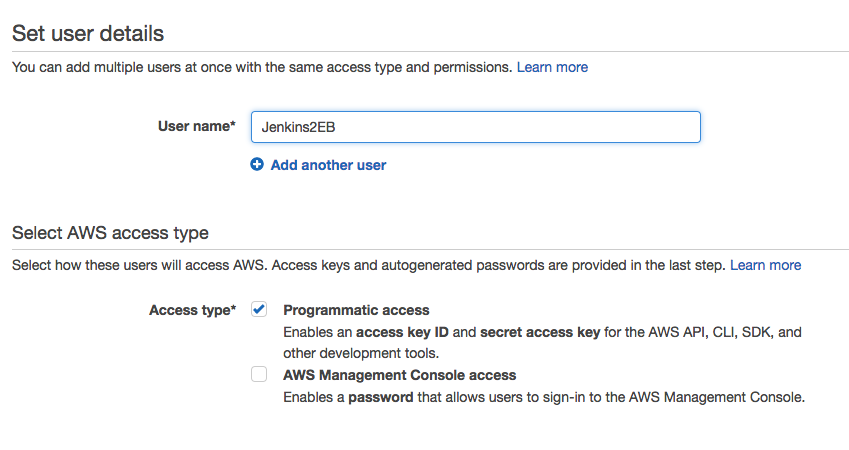 Set user details
You can add multiple users at once with the same access type and permissions. Learn more
User name* Jenkins2EB
Add another user
Select AWS access type
Select how these users will access AWS. Access keys and autogenerated passwords are provided in the last step. Learn more
Access type* Programmatic access
Enables an access key ID and secret access key for the AWS API, CLI, SDK, and
other development tools.
AWS Management Console access
Enables a password that allows users to sign-in to the AWS Management Console.